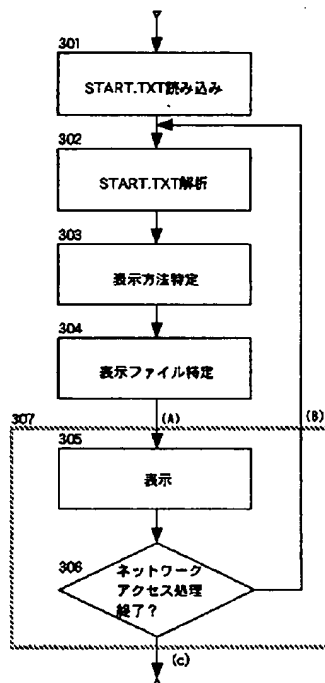 301
START.TXT読み込み
302
START.TXT解析
303
表示方法特定
304
表示ファイル特定
307
(A)
(B)
305
表示
306
ネットワーク
アクセス処理
終了?
(c)